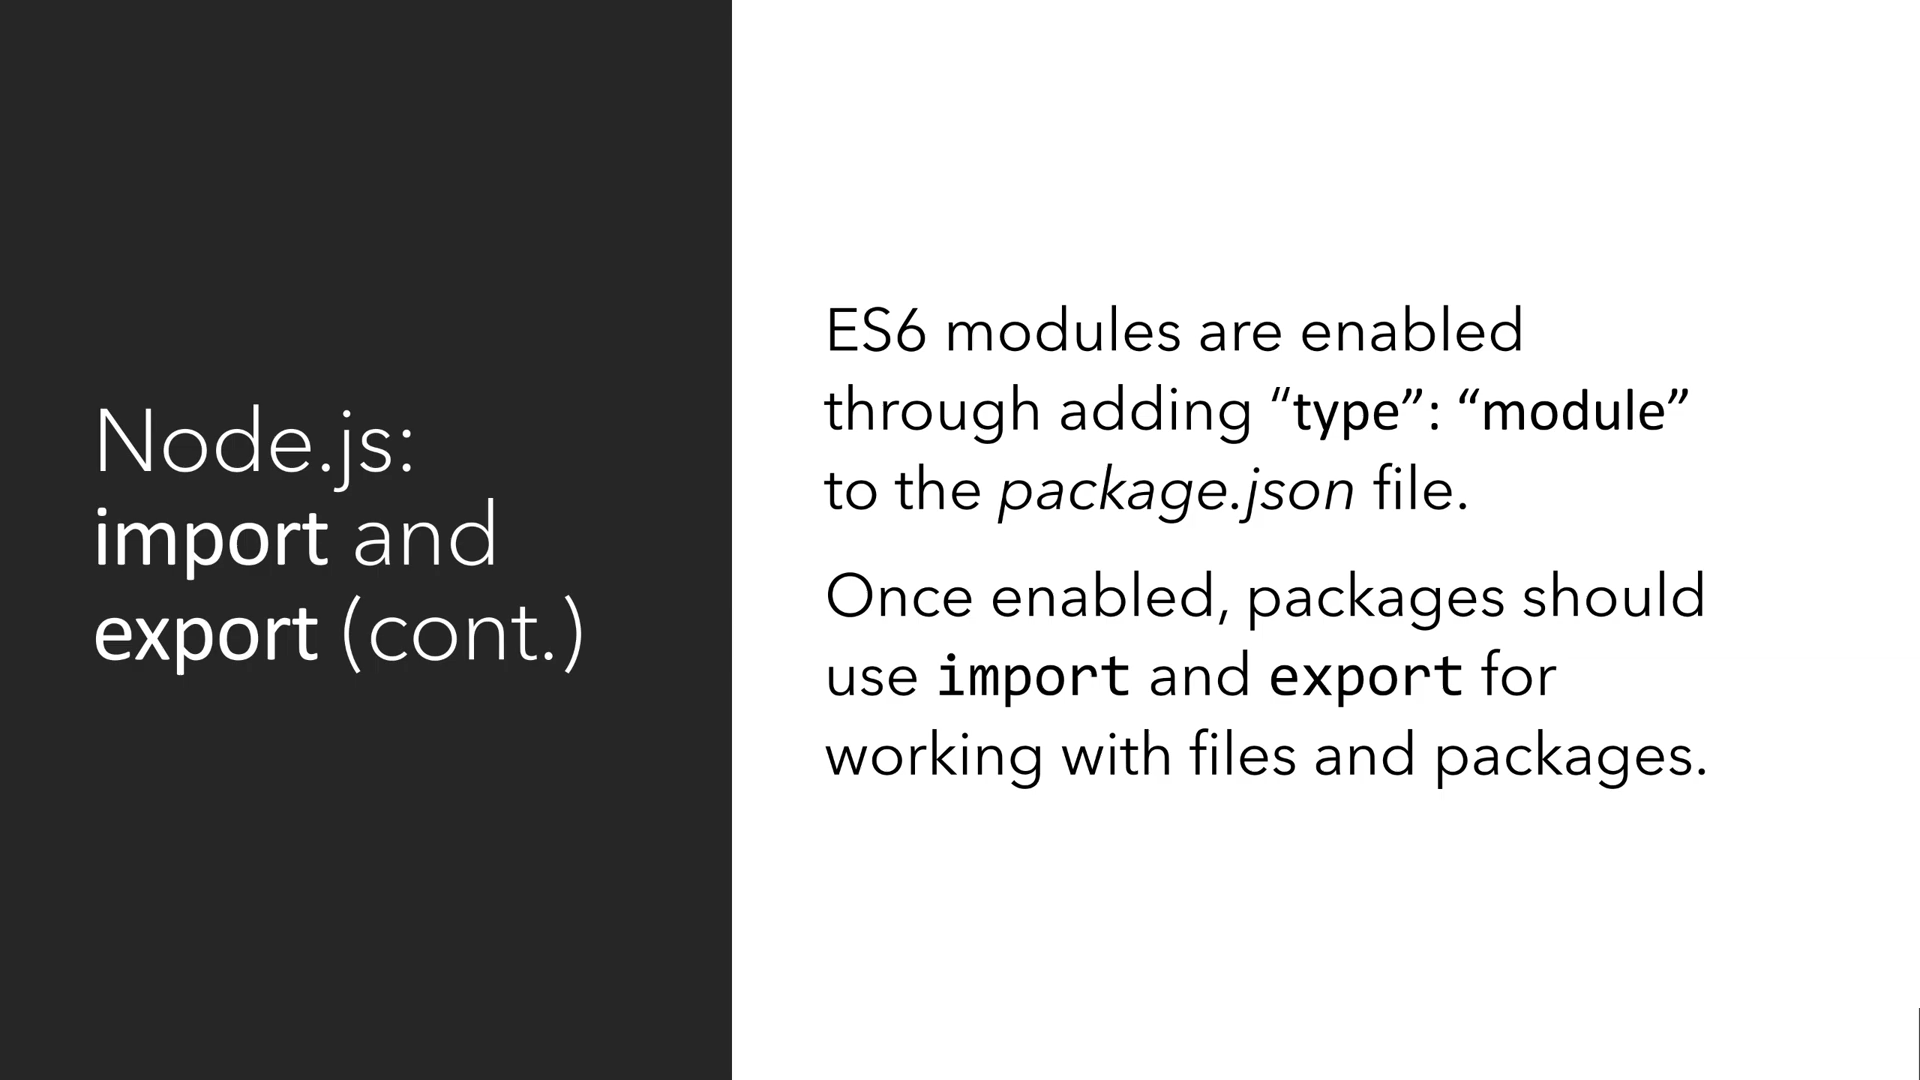 Node.js:
import and
export (cont.)
ES6 modules are enabled
through adding “type”: “module”
to the package.json file.
Once enabled, packages should
use import and export for
working with files and packages.